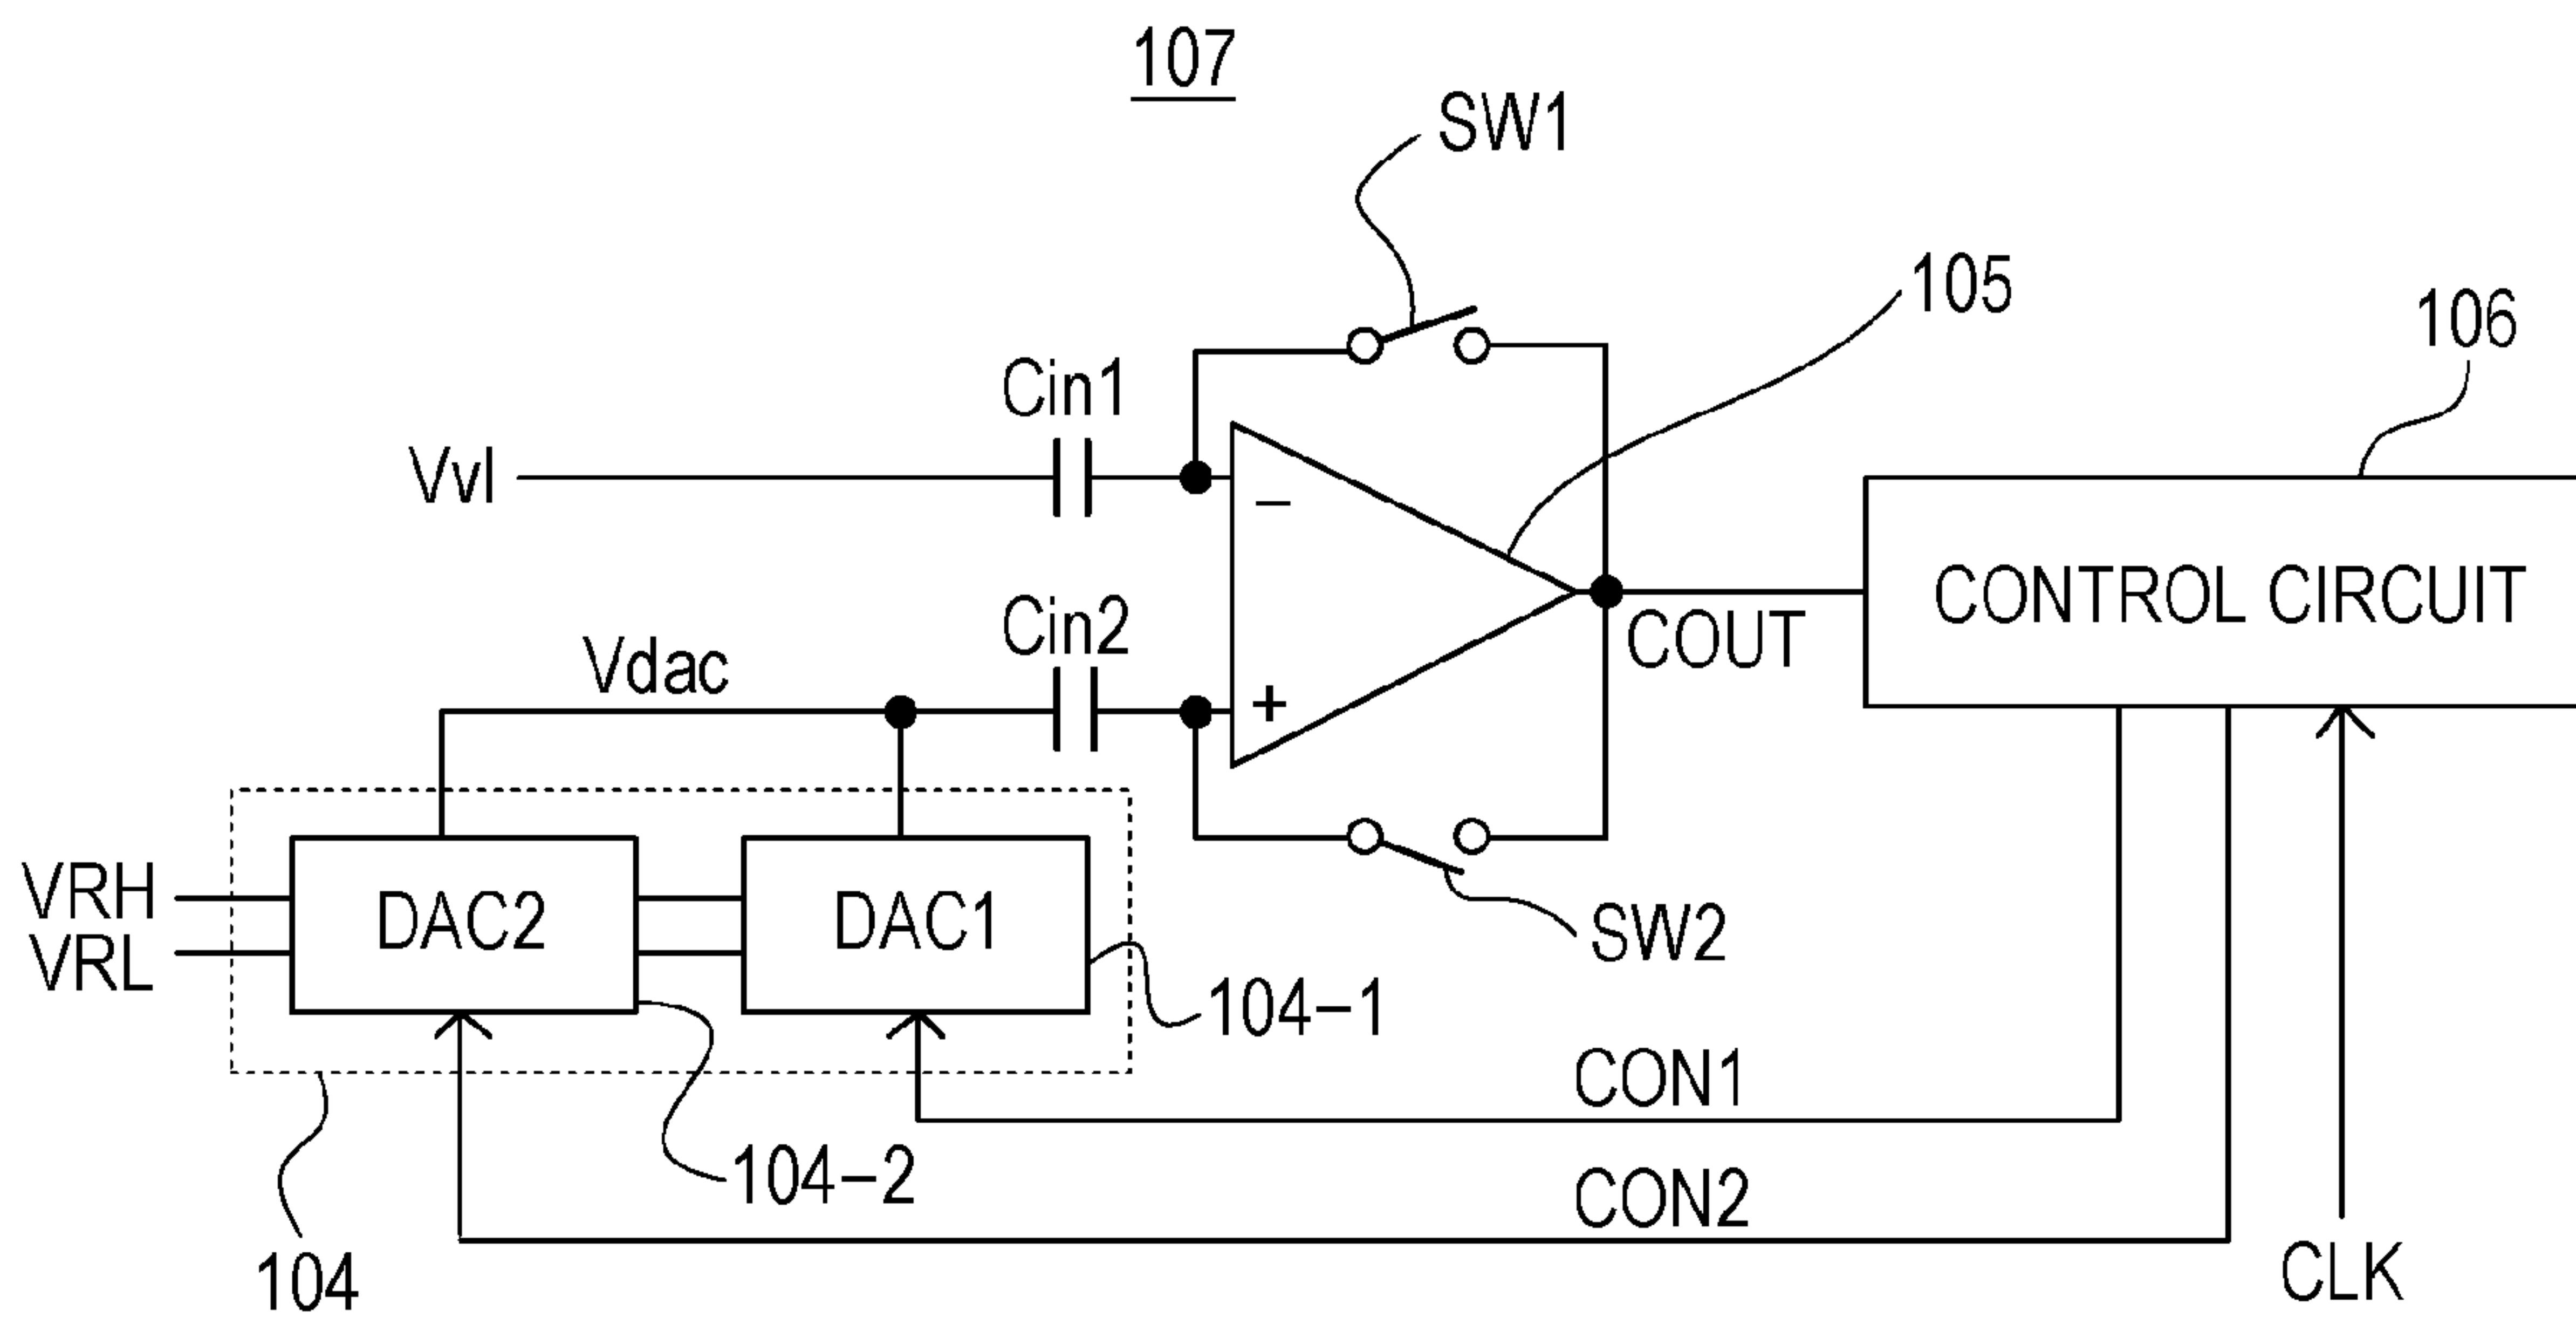 107
SW1
105
106
Cin1
Vvl
−
CONTROL CIRCUIT
Cin2
COUT
Vdac
+
VRH
DAC2
DAC1
VRL
SW2
104−1
CON1
104−2
CON2
104
CLK